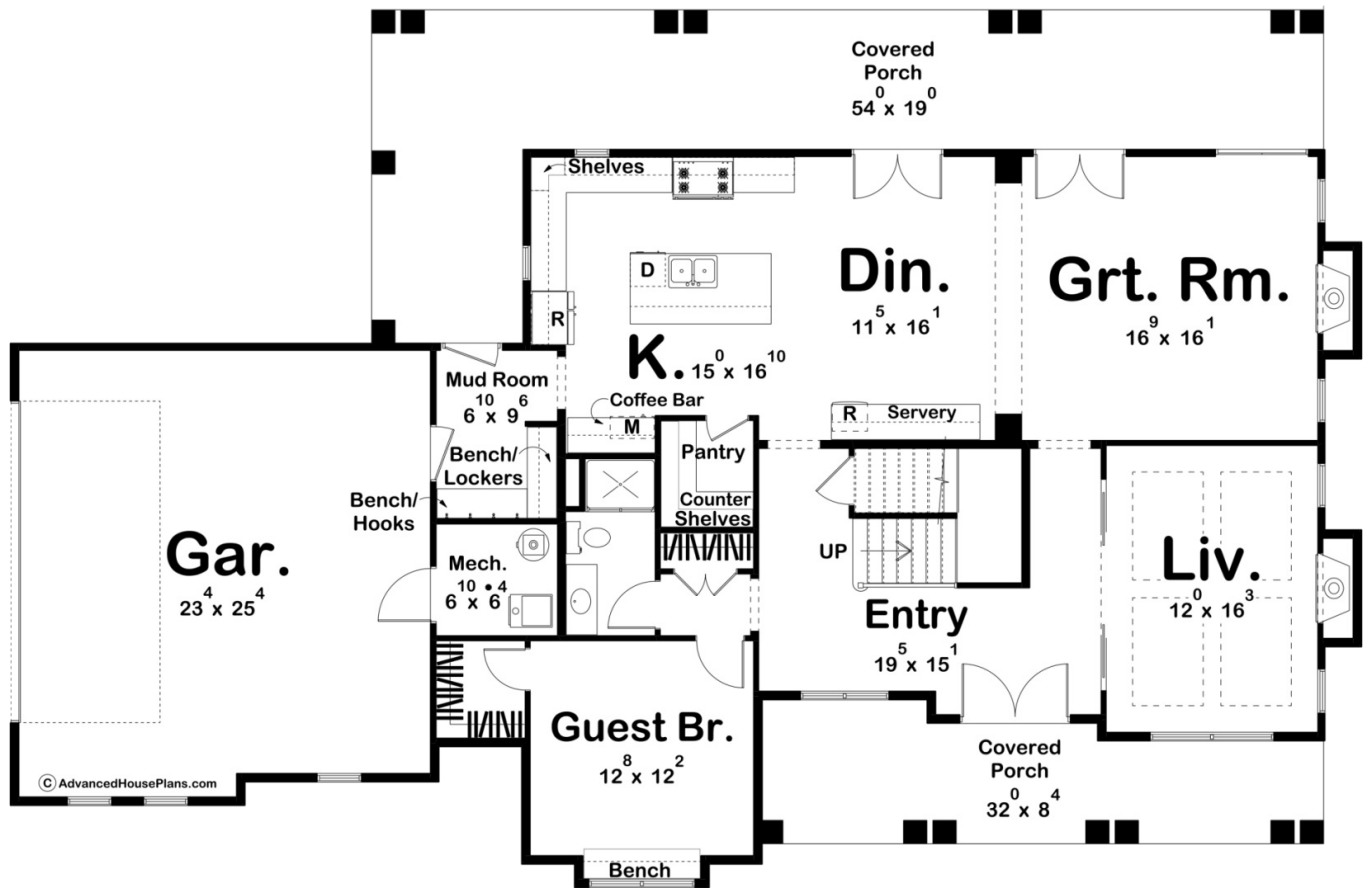 Covered
Porch
54⁰ x 19⁰
Shelves
D
Din.
11⁵ x 16¹
Grt. Rm.
16⁹ x 16¹
R
K. 15⁰ x 16¹⁰
Mud Room
6¹⁰ x 9⁶
Coffee Bar
M
R Servery
Pantry
Bench/
Lockers
Counter
Shelves
Bench/
Hooks
Gar.
23⁴ x 25⁴
UP
Mech.
6¹⁰ x 6•⁴
Liv.
12⁰ x 16³
Entry
19⁵ x 15¹
Guest Br.
12⁸ x 12²
Covered
Porch
32⁰ x 8⁴
© AdvancedHousePlans.com
Bench